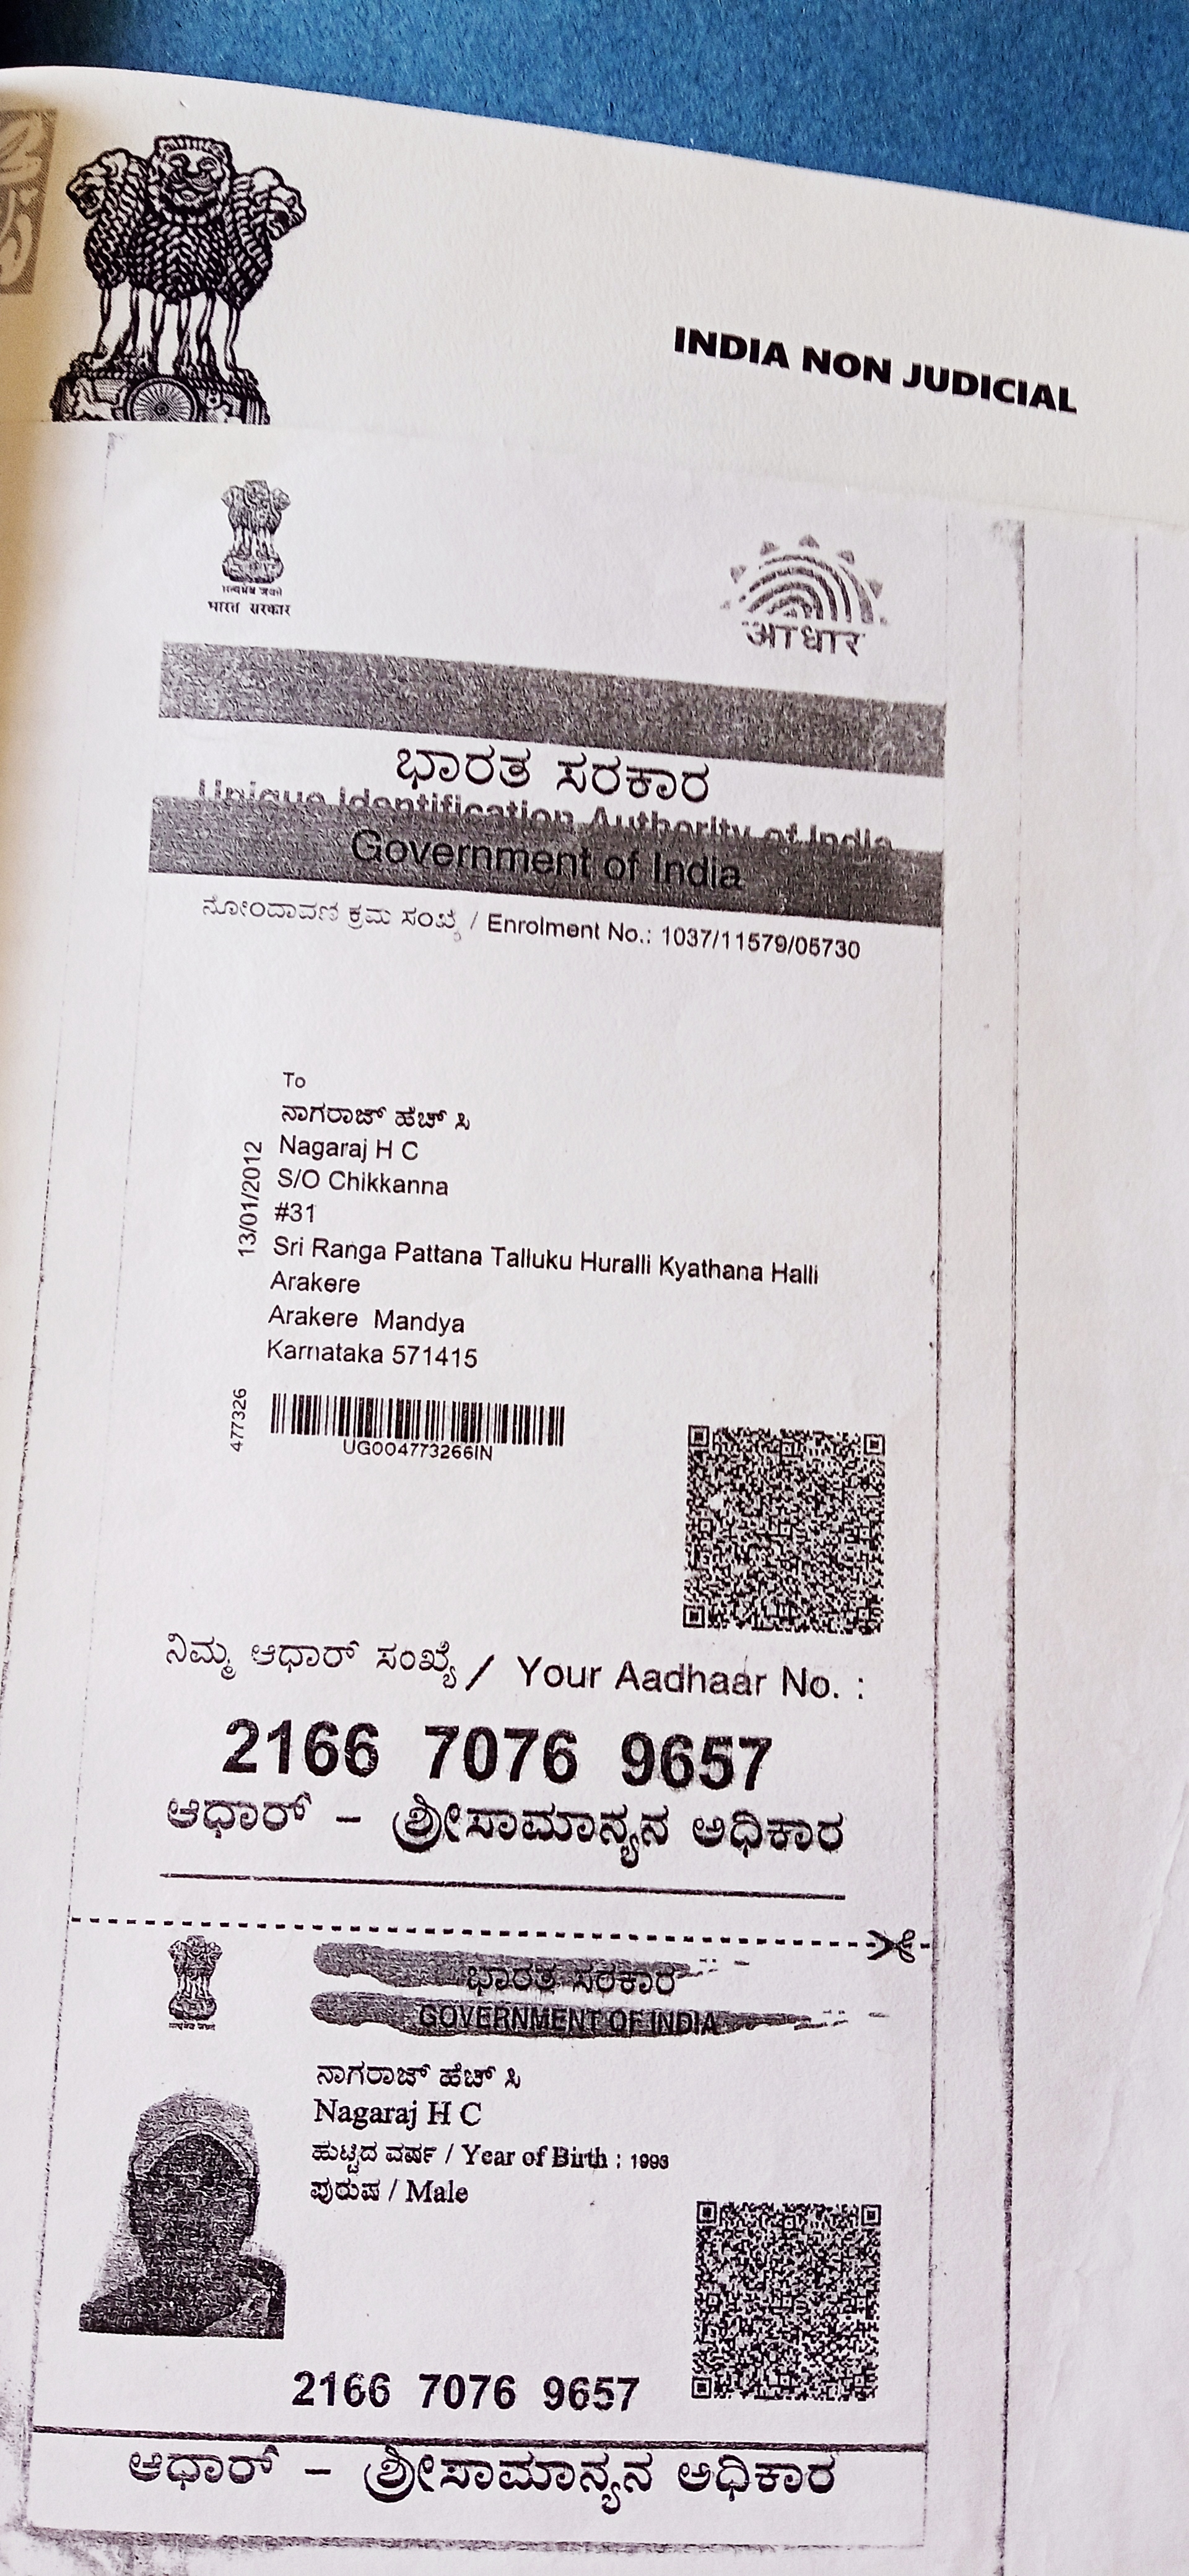 INDIA NON JUDICIAL
सत्यमेव जयते
भारत सरकार
आधार
ಭಾರತ ಸರಕಾರ
Unique Identification Authority of India
Government of India
ನೋಂದಾವಣೆ ಕ್ರಮ ಸಂಖ್ಯೆ / Enrolment No.: 1037/11579/05730
To
ನಾಗರಾಜ್ ಹೆಚ್ ಸಿ
Nagaraj H C
S/O Chikkanna
#31
Sri Ranga Pattana Talluku Huralli Kyathana Halli
Arakere
Arakere Mandya
Karnataka 571415
13/01/2012
477326
UG004773266IN
ನಿಮ್ಮ ಆಧಾರ್ ಸಂಖ್ಯೆ / Your Aadhaar No. :
2166 7076 9657
ಆಧಾರ್ – ಶ್ರೀಸಾಮಾನ್ಯನ ಅಧಿಕಾರ
ಭಾರತ ಸರಕಾರ
GOVERNMENT OF INDIA
ನಾಗರಾಜ್ ಹೆಚ್ ಸಿ
Nagaraj H C
ಹುಟ್ಟಿದ ವರ್ಷ / Year of Birth : 1993
ಪುರುಷ / Male
2166 7076 9657
ಆಧಾರ್ – ಶ್ರೀಸಾಮಾನ್ಯನ ಅಧಿಕಾರ